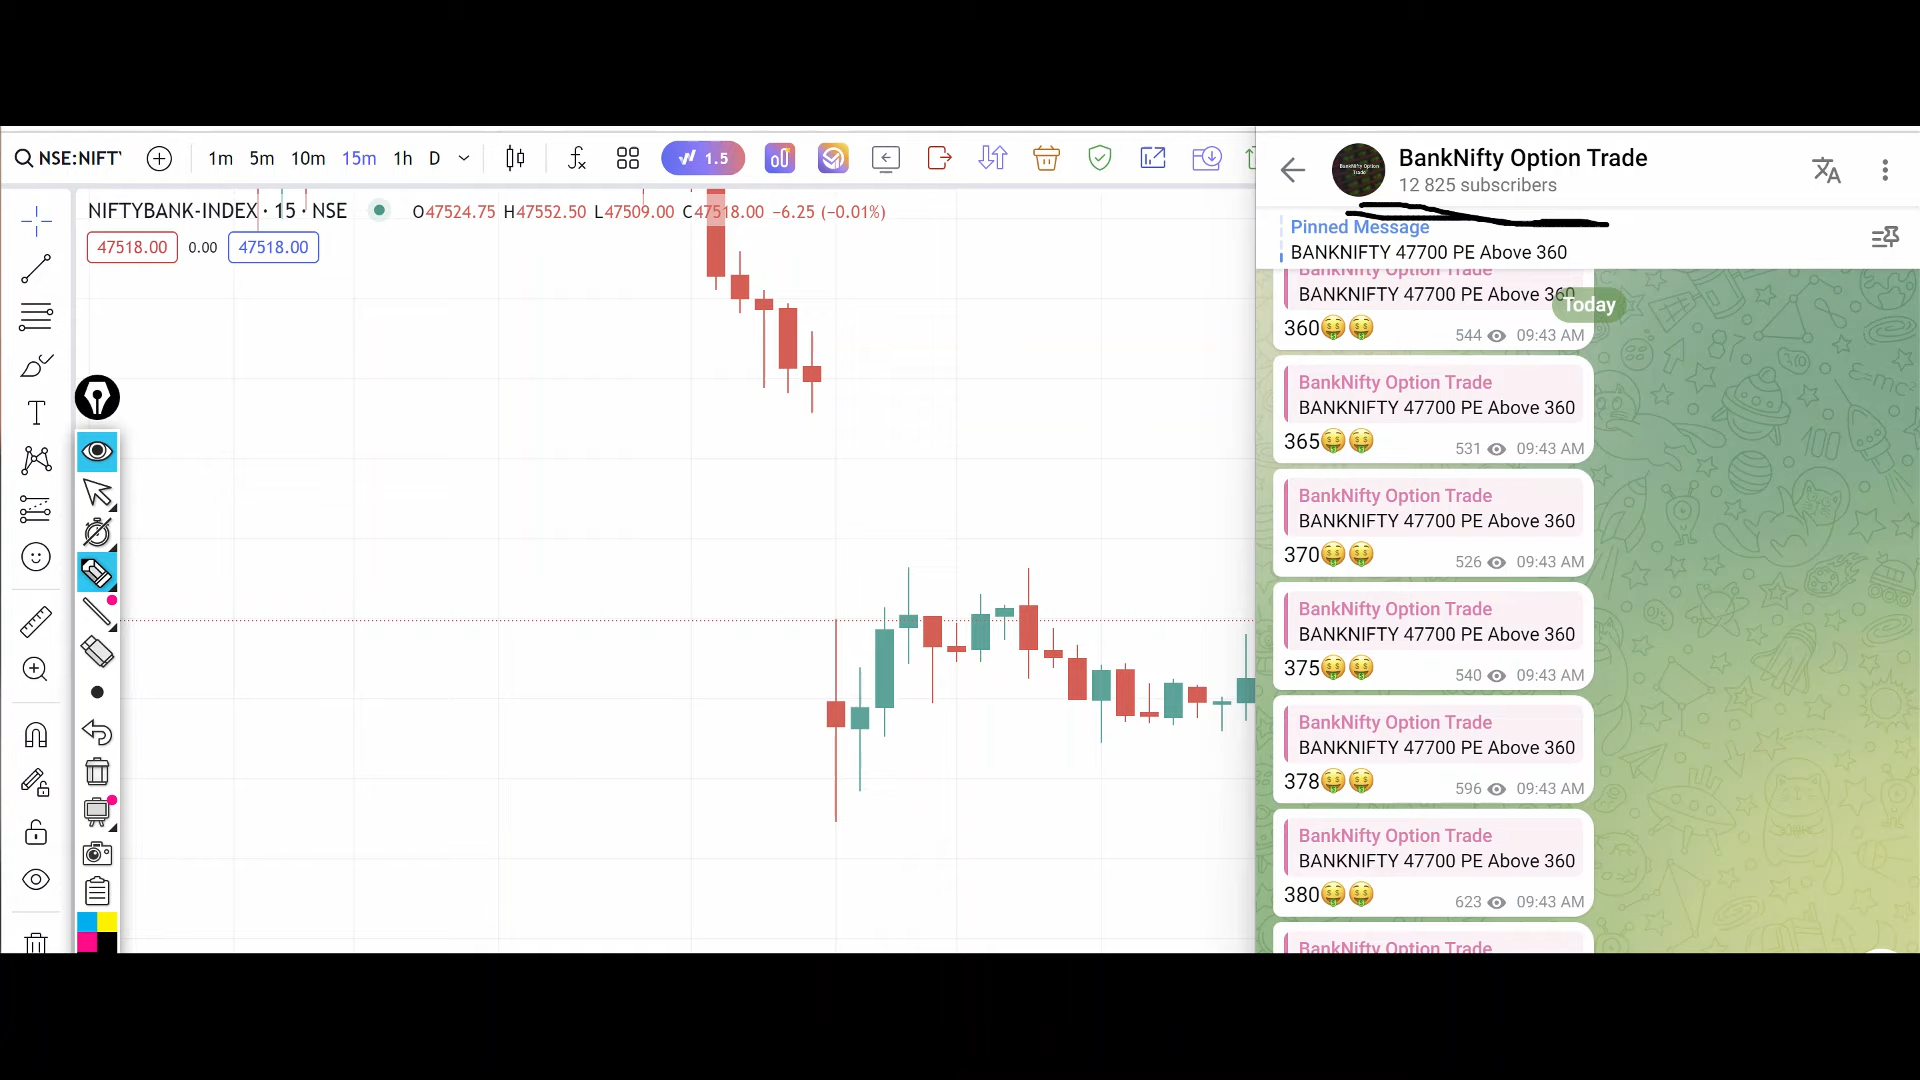 NSE:NIFT
1m 5m 10m 15m 1h D
1.5
NIFTYBANK-INDEX · 15 · NSE
O47524.75 H47552.50 L47509.00 C47518.00 −6.25 (−0.01%)
47518.00 0.00 47518.00
BankNifty Option Trade
12 825 subscribers
Pinned Message
BANKNIFTY 47700 PE Above 360
BankNifty Option Trade
BANKNIFTY 47700 PE Above 360
Today
360🤑🤑 544 09:43 AM
BankNifty Option Trade
BANKNIFTY 47700 PE Above 360
365🤑🤑 531 09:43 AM
BankNifty Option Trade
BANKNIFTY 47700 PE Above 360
370🤑🤑 526 09:43 AM
BankNifty Option Trade
BANKNIFTY 47700 PE Above 360
375🤑🤑 540 09:43 AM
BankNifty Option Trade
BANKNIFTY 47700 PE Above 360
378🤑🤑 596 09:43 AM
BankNifty Option Trade
BANKNIFTY 47700 PE Above 360
380🤑🤑 623 09:43 AM
BankNifty Option Trade